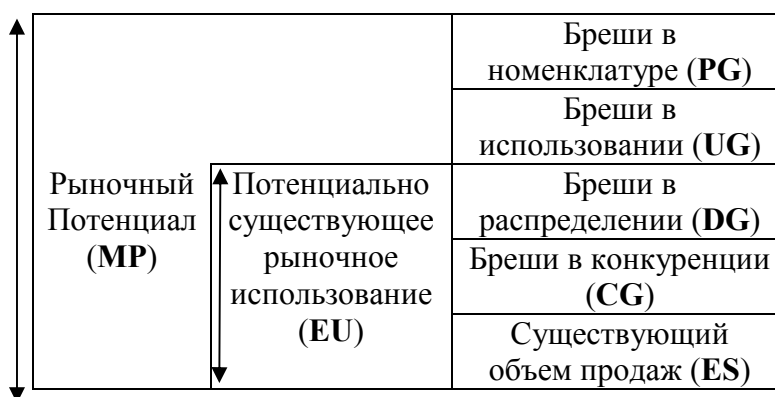 Рыночный
Потенциал
(MP)
Потенциально
существующее
рыночное
использование
(EU)
Бреши в
номенклатуре (PG)
Бреши в
использовании (UG)
Бреши в
распределении (DG)
Бреши в конкуренции
(CG)
Существующий
объем продаж (ES)